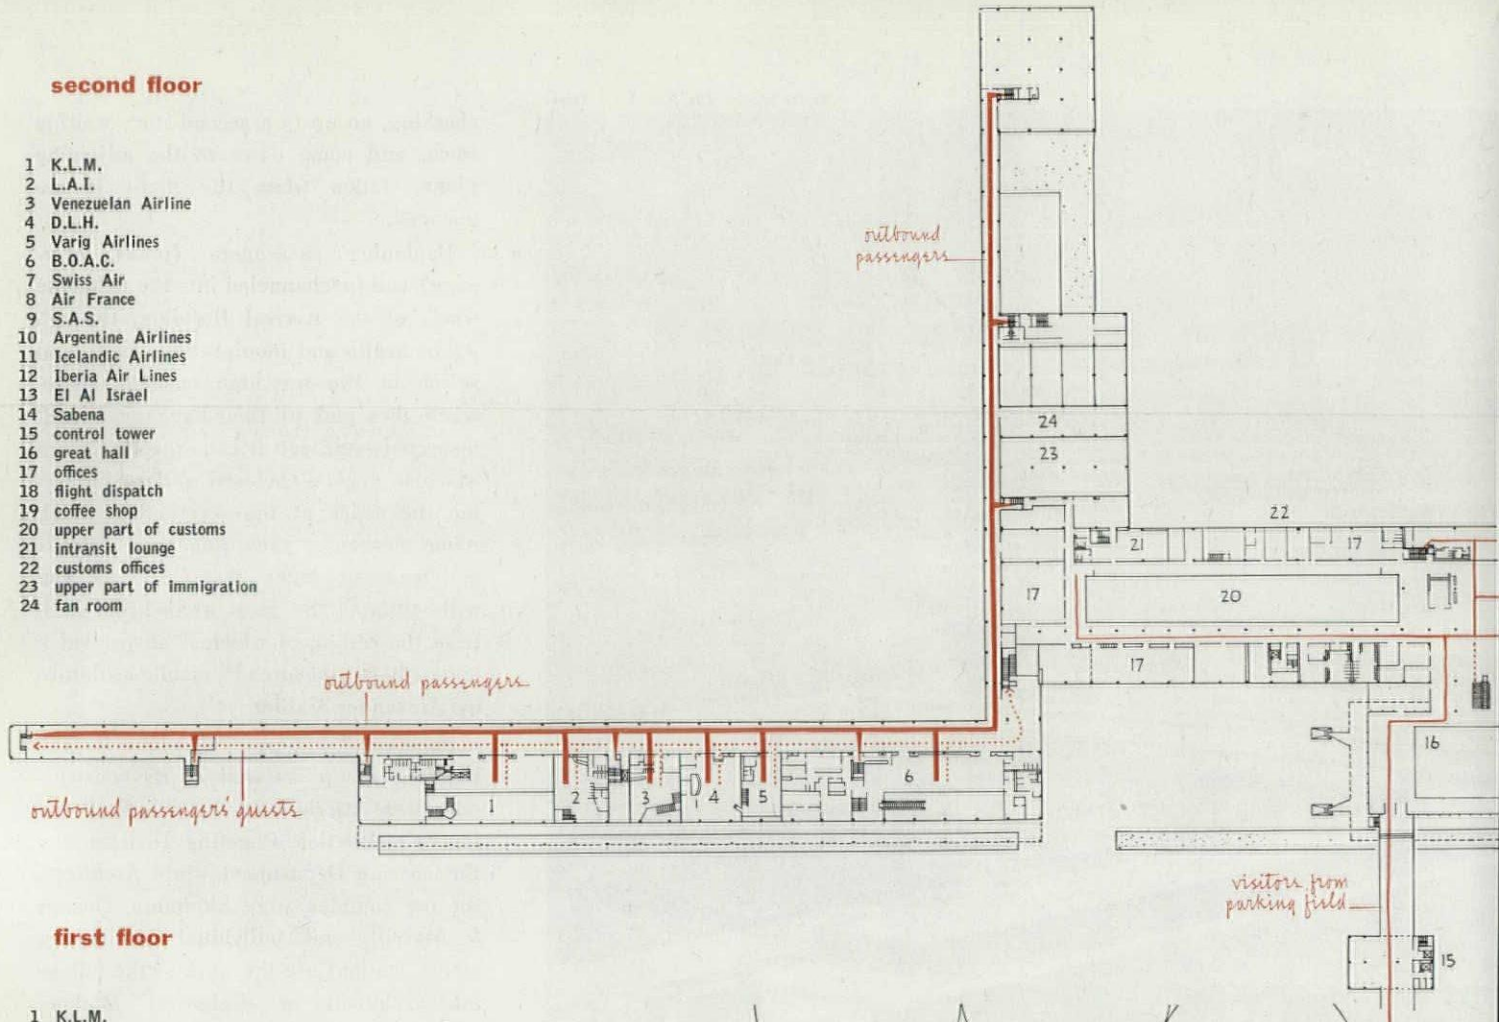 second floor
1 K.L.M.
2 L.A.I.
3 Venezuelan Airline
4 D.L.H.
5 Varig Airlines
6 B.O.A.C.
7 Swiss Air
8 Air France
9 S.A.S.
10 Argentine Airlines
11 Icelandic Airlines
12 Iberia Air Lines
13 El Al Israel
14 Sabena
15 control tower
16 great hall
17 offices
18 flight dispatch
19 coffee shop
20 upper part of customs
21 intransit lounge
22 customs offices
23 upper part of immigration
24 fan room
outbound
passengers
24
23
22
21
17
17
20
17
outbound passengers
16
1
2
3
4
5
6
outbound passengers' guests
visitors from
parking field
15
first floor
1 K.L.M.